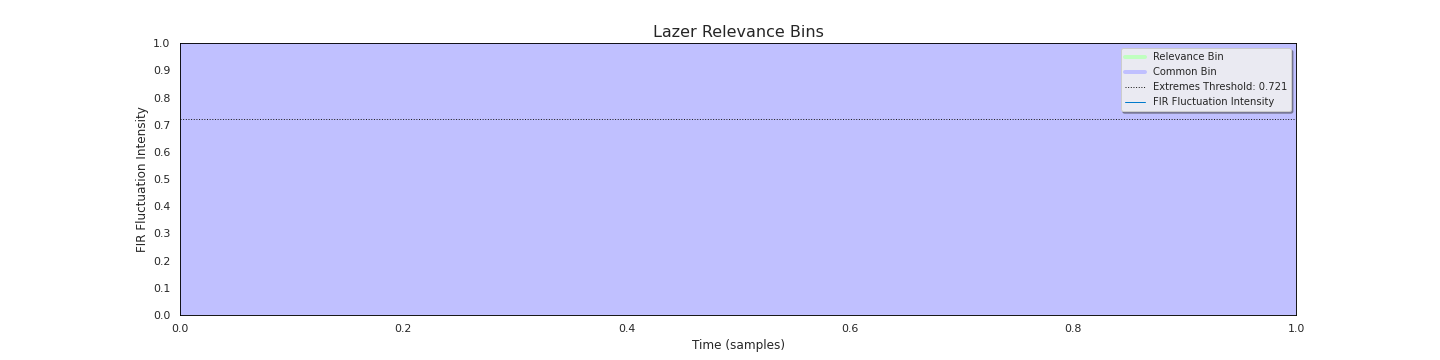 Lazer Relevance Bins
1.0
0.9
0.8
0.7
0.6
0.5
0.4
0.3
0.2
0.1
0.0
FIR Fluctuation Intensity
Relevance Bin
Common Bin
Extremes Threshold: 0.721
FIR Fluctuation Intensity
0.0 0.2 0.4 0.6 0.8 1.0
Time (samples)